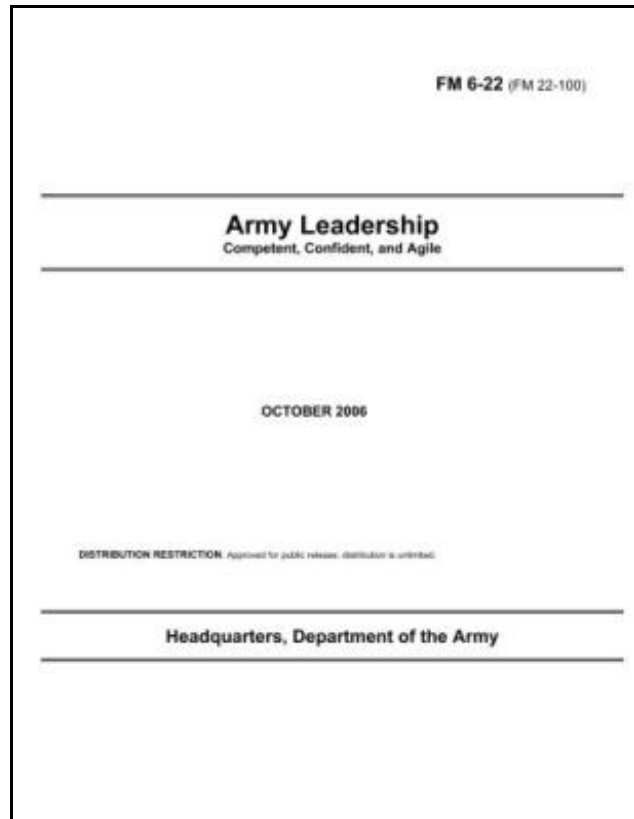 FM 6-22 (FM 22-100)
Army Leadership
Competent, Confident, and Agile
OCTOBER 2006
DISTRIBUTION RESTRICTION. Approved for public release; distribution is unlimited.
Headquarters, Department of the Army